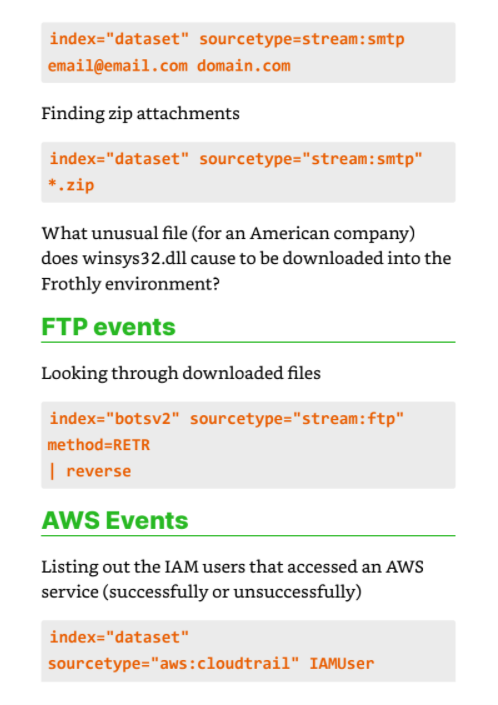 index="dataset" sourcetype=stream:smtp
email@email.com domain.com
Finding zip attachments
index="dataset" sourcetype="stream:smtp"
*.zip
What unusual file (for an American company)
does winsys32.dll cause to be downloaded into the
Frothly environment?
FTP events
Looking through downloaded files
index="botsv2" sourcetype="stream:ftp"
method=RETR
| reverse
AWS Events
Listing out the IAM users that accessed an AWS
service (successfully or unsuccessfully)
index="dataset"
sourcetype="aws:cloudtrail" IAMUser